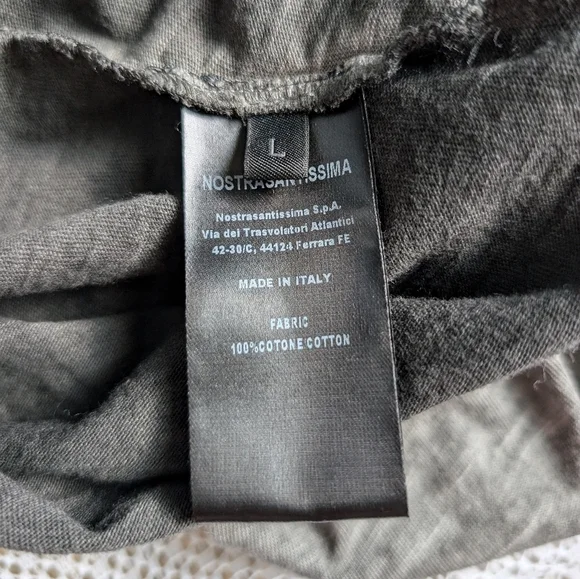 L
NOSTRASANTISSIMA
Nostrasantissima S.p.A.
Via dei Trasvolatori Atlantici
42-30/C, 44124 Ferrara FE
MADE IN ITALY
FABRIC
100%COTONE/COTTON